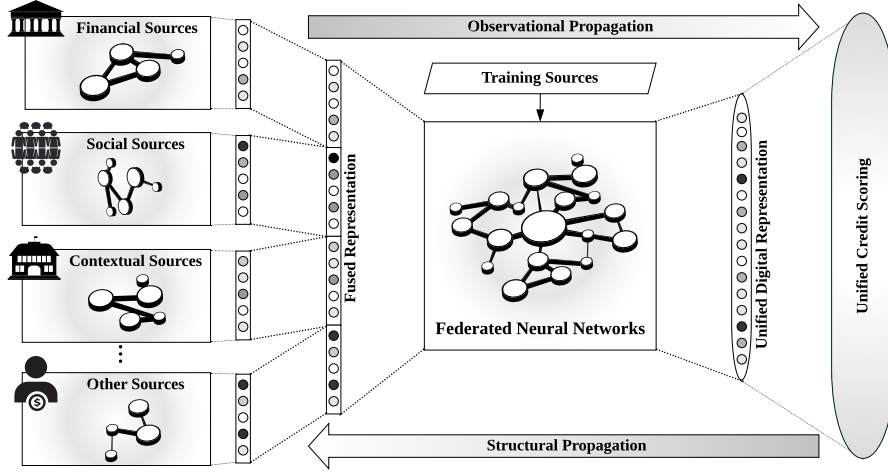 Financial Sources
Observational Propagation
Training Sources
Social Sources
Contextual Sources
Other Sources
Fused Representation
Federated Neural Networks
Unified Digital Representation
Unified Credit Scoring
Structural Propagation
$